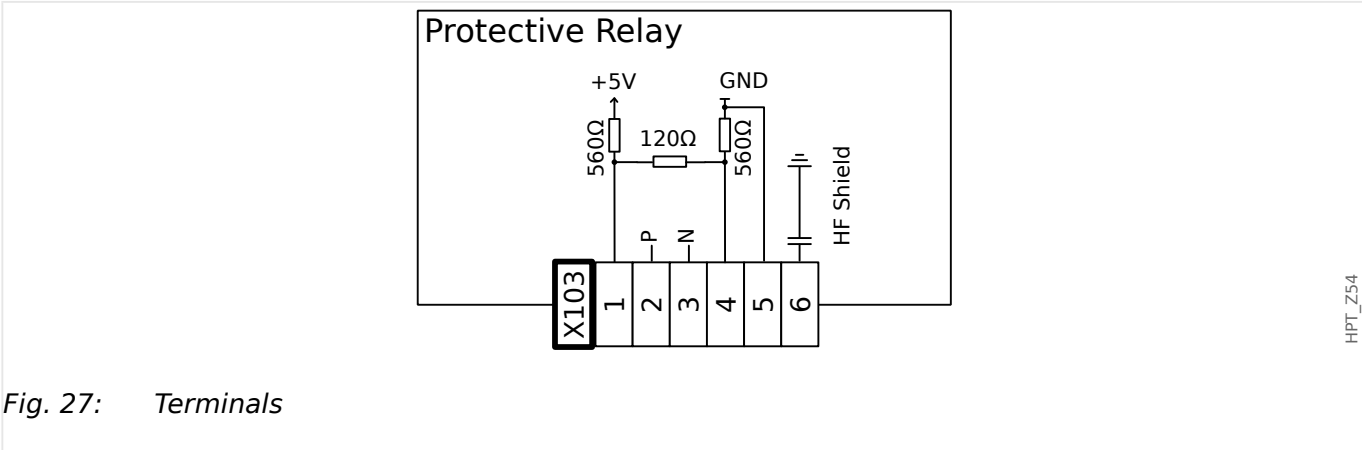 Protective Relay
+5V
GND
560Ω
120Ω
560Ω
HF Shield
P
N
X103
1
2
3
4
5
6
HPT_Z54
Fig. 27: Terminals